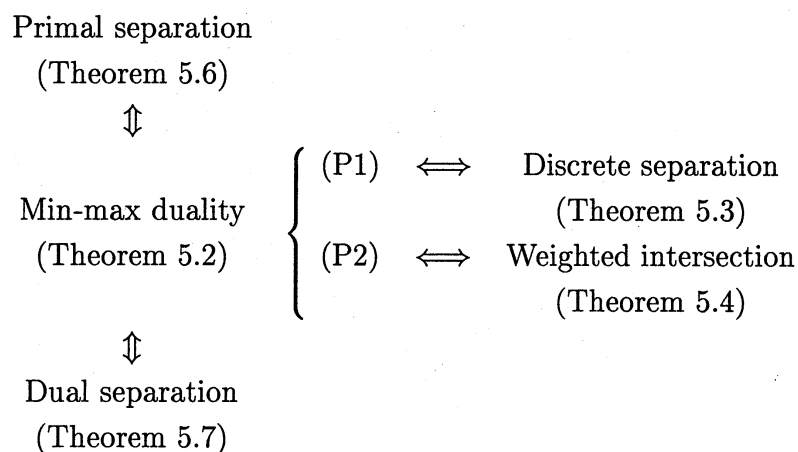 Primal separation
(Theorem 5.6)
⇕
(P1) ⟺ Discrete separation
Min-max duality
(Theorem 5.3)
(Theorem 5.2)
(P2) ⟺ Weighted intersection
(Theorem 5.4)
⇕
Dual separation
(Theorem 5.7)